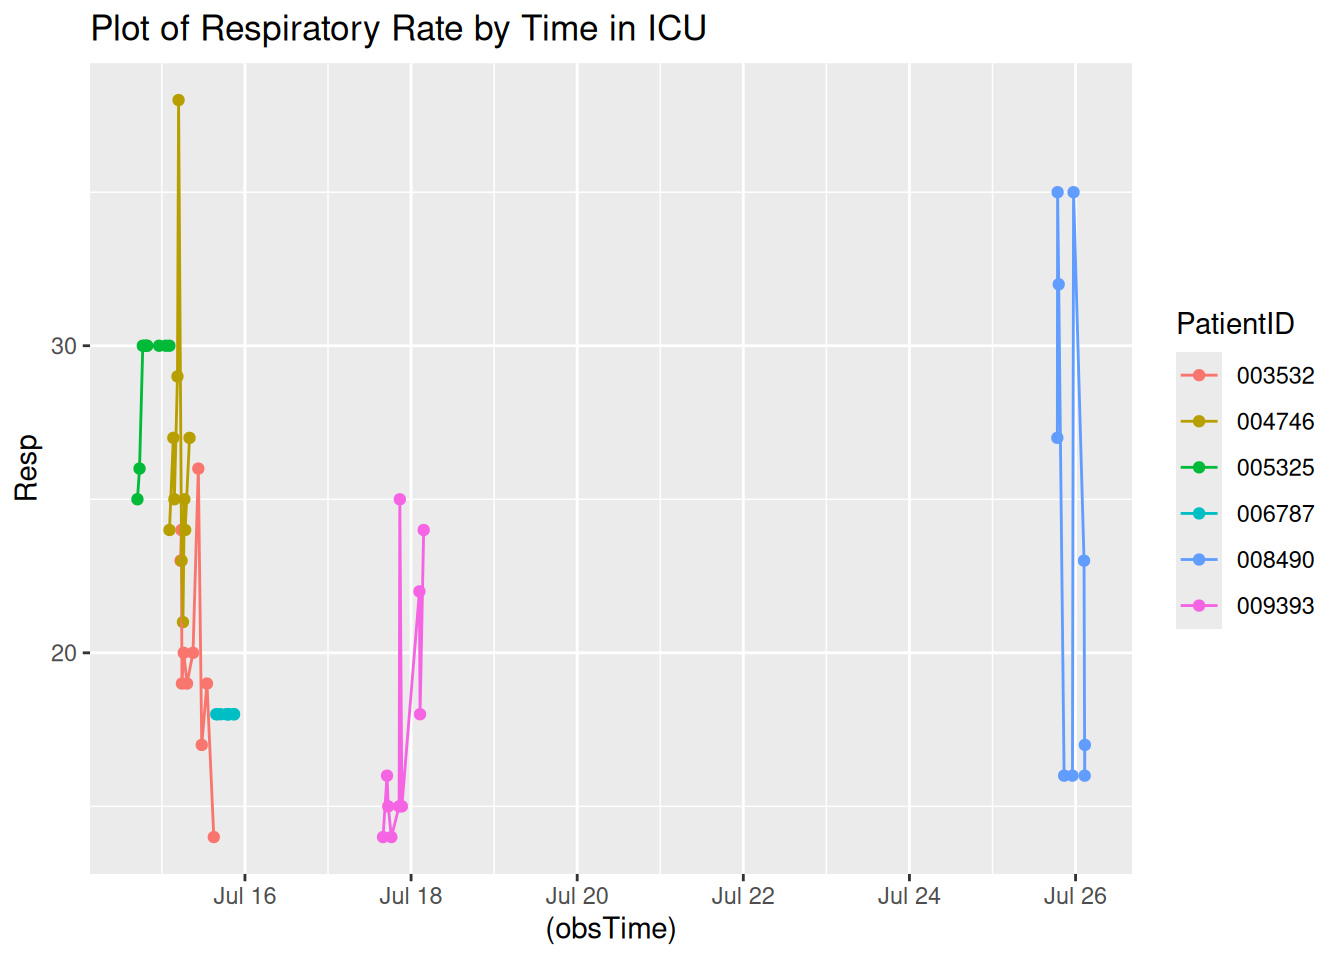 Plot of Respiratory Rate by Time in ICU
Resp
30
20
Jul 16
Jul 18
Jul 20
Jul 22
Jul 24
Jul 26
(obsTime)
PatientID
003532
004746
005325
006787
008490
009393